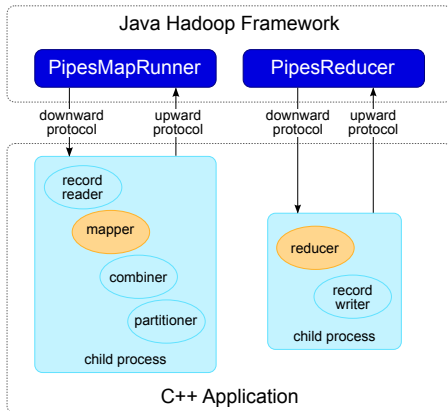 Java Hadoop Framework
PipesMapRunner
PipesReducer
downward
protocol
upward
protocol
downward
protocol
upward
protocol
record
reader
mapper
combiner
partitioner
child process
reducer
record
writer
child process
C++ Application